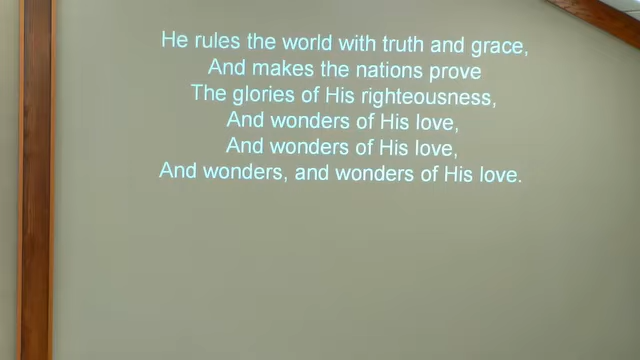 He rules the world with truth and grace,
And makes the nations prove
The glories of His righteousness,
And wonders of His love,
And wonders of His love,
And wonders, and wonders of His love.